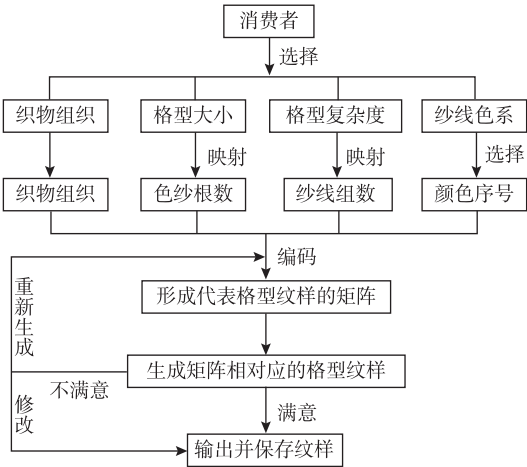 消费者
选择
织物组织
格型大小
格型复杂度
纱线色系
映射
映射
选择
织物组织
色纱根数
纱线组数
颜色序号
编码
重新生成
形成代表格型纹样的矩阵
生成矩阵相对应的格型纹样
不满意
修改
满意
输出并保存纹样